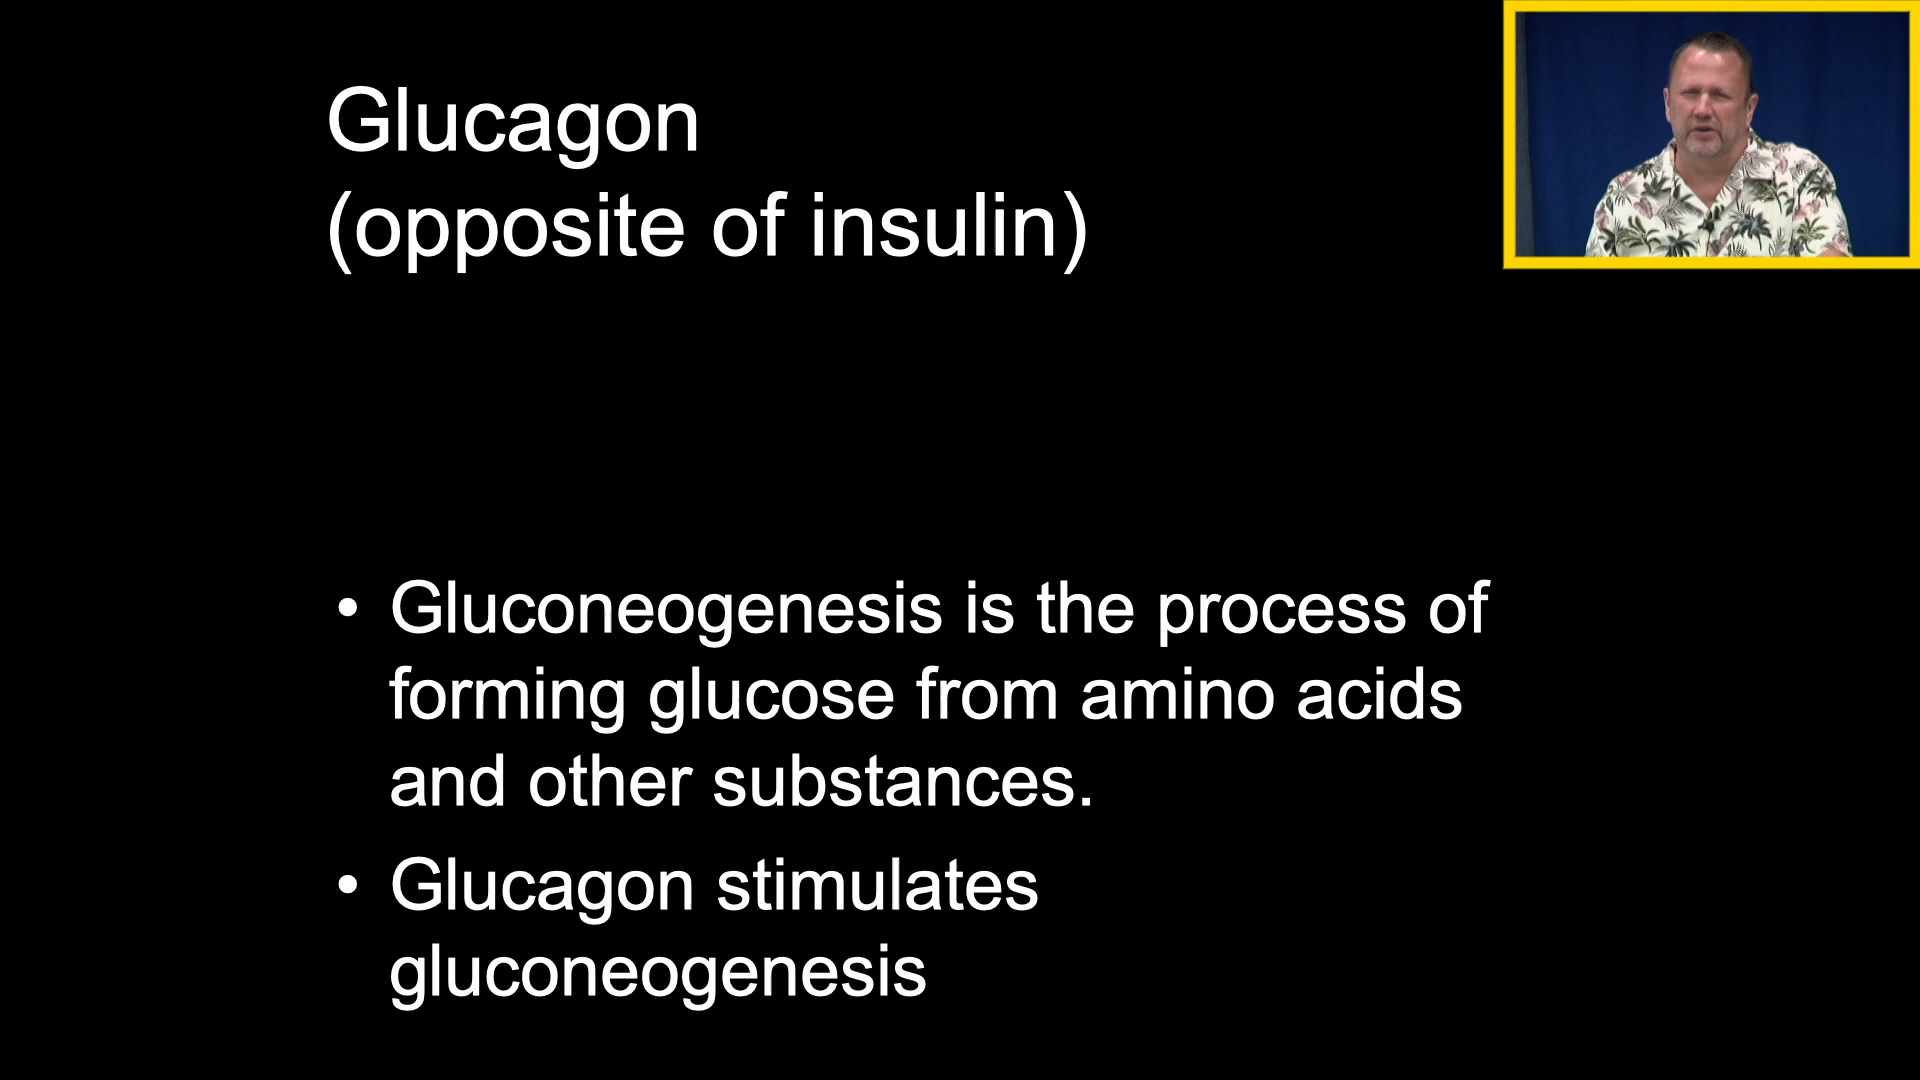 Glucagon
(opposite of insulin)
• Gluconeogenesis is the process of
forming glucose from amino acids
and other substances.
• Glucagon stimulates
gluconeogenesis